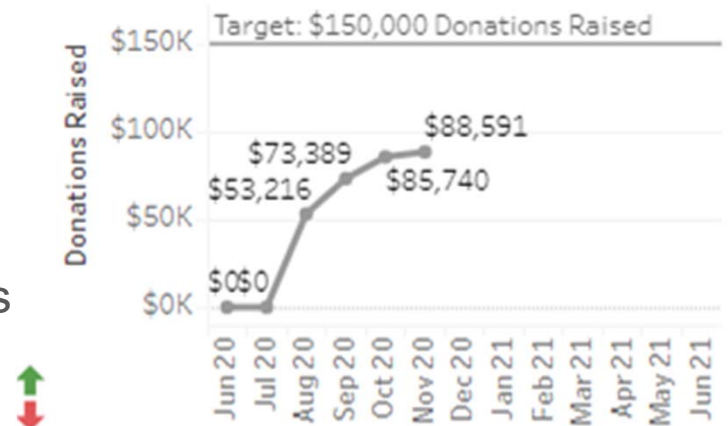 Target: $150,000 Donations Raised
$150K
$100K
$50K
$0K
Donations Raised
$0
$0
$53,216
$73,389
$85,740
$88,591
s
Jun 20
Jul 20
Aug 20
Sep 20
Oct 20
Nov 20
Dec 20
Jan 21
Feb 21
Mar 21
Apr 21
May 21
Jun 21